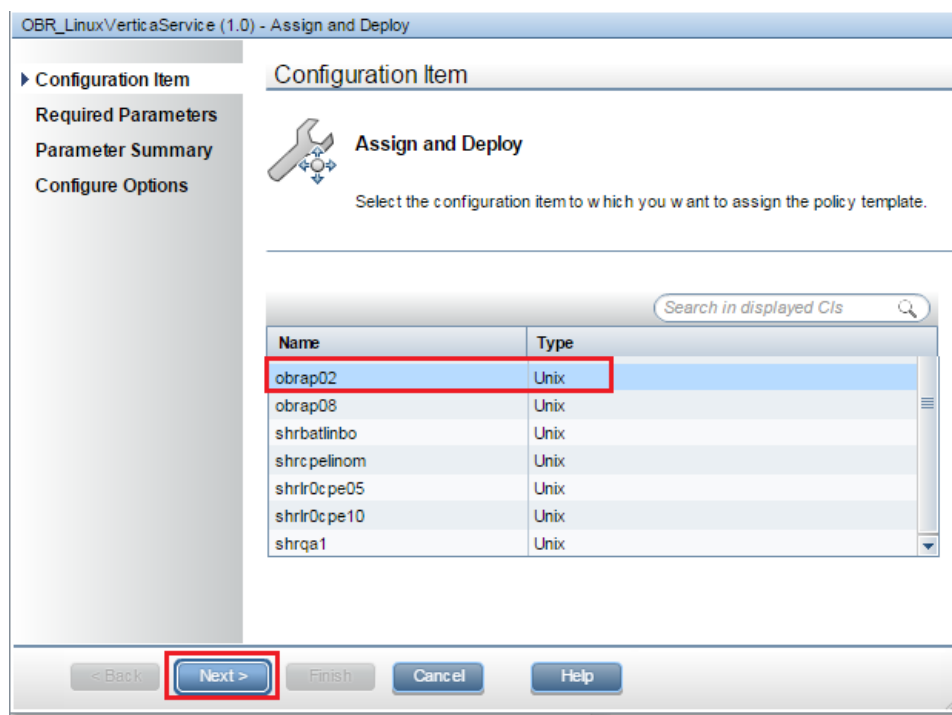 OBR_LinuxVerticaService (1.0) - Assign and Deploy
Configuration Item
Required Parameters
Parameter Summary
Configure Options
Configuration Item
Assign and Deploy
Select the configuration item to which you want to assign the policy template.
Search in displayed CIs
Name Type
obrap02 Unix
obrap08 Unix
shrbatlinbo Unix
shrcpelinom Unix
shrlr0cpe05 Unix
shrlr0cpe10 Unix
shrqa1 Unix
< Back Next > Finish Cancel Help